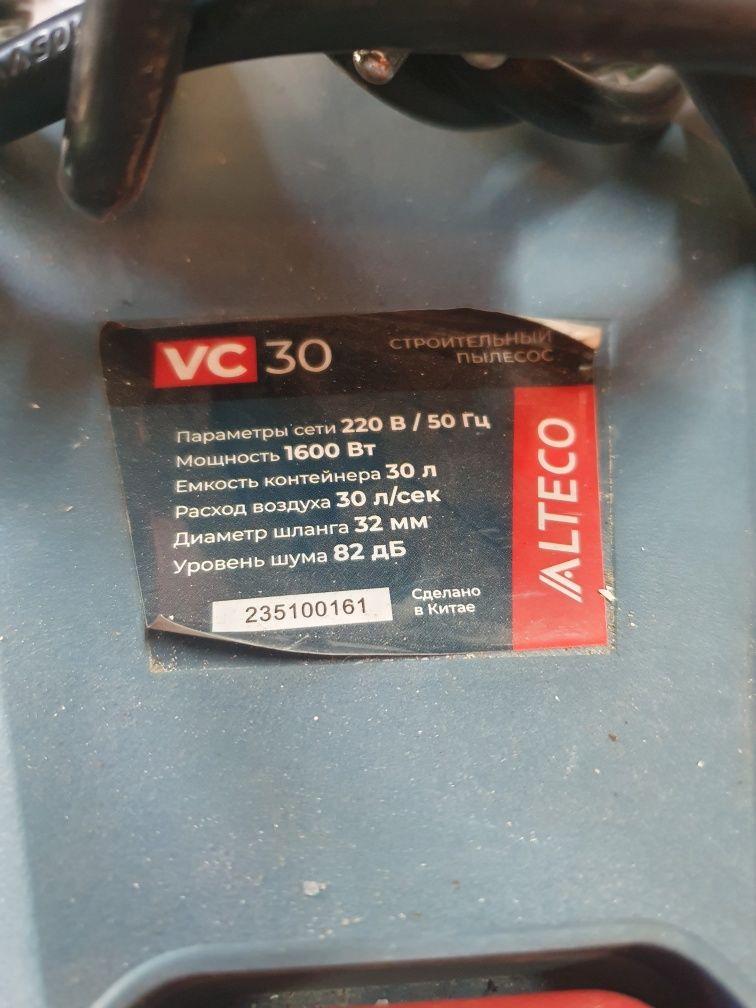 VC 30
СТРОИТЕЛЬНЫЙ
ПЫЛЕСОС
Параметры сети 220 В / 50 Гц
Мощность 1600 Вт
Емкость контейнера 30 л
Расход воздуха 30 л/сек
Диаметр шланга 32 мм
Уровень шума 82 дБ
235100161
Сделано
в Китае
ALTECO